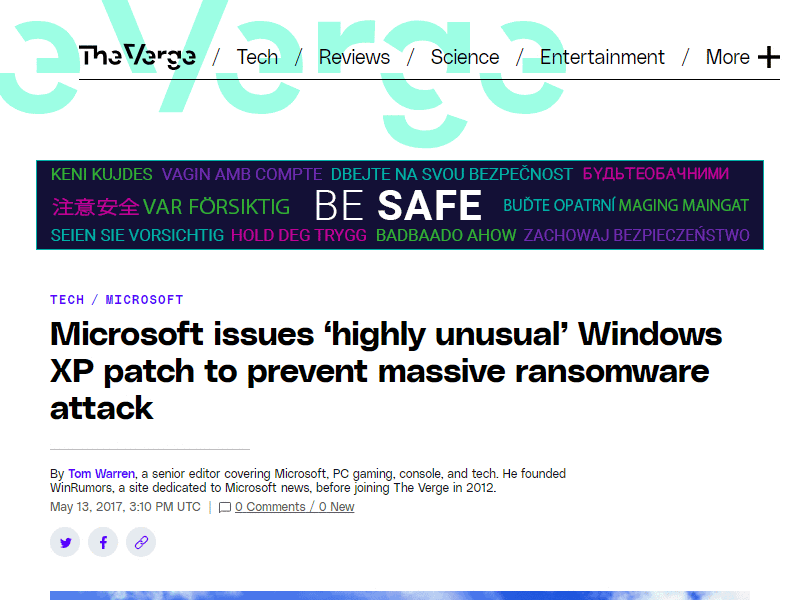 eVerge
TheVerge / Tech / Reviews / Science / Entertainment / More +
KENI KUJDES VAGIN AMB COMPTE DBEJTE NA SVOU BEZPEČNOST БУДЬТЕОБАЧНИМИ
注意安全 VAR FÖRSIKTIG BE SAFE BUĎTE OPATRNÍ MAGING MAINGAT
SEIEN SIE VORSICHTIG HOLD DEG TRYGG BADBAADO AHOW ZACHOWAJ BEZPIECZEŃSTWO
TECH / MICROSOFT
Microsoft issues ‘highly unusual’ Windows
XP patch to prevent massive ransomware
attack
By Tom Warren, a senior editor covering Microsoft, PC gaming, console, and tech. He founded
WinRumors, a site dedicated to Microsoft news, before joining The Verge in 2012.
May 13, 2017, 3:10 PM UTC | 0 Comments / 0 New